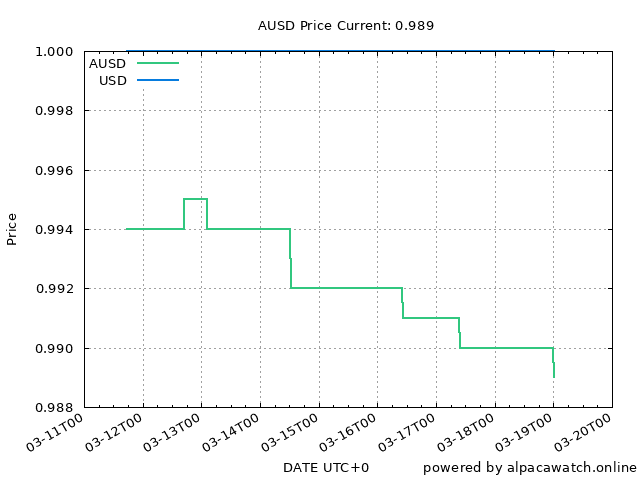 AUSD Price Current: 0.989
1.000
AUSD
USD
0.998
0.996
0.994
0.992
0.990
0.988
Price
03-11T00
03-12T00
03-13T00
03-14T00
03-15T00
03-16T00
03-17T00
03-18T00
03-19T00
03-20T00
DATE UTC+0
powered by alpacawatch.online